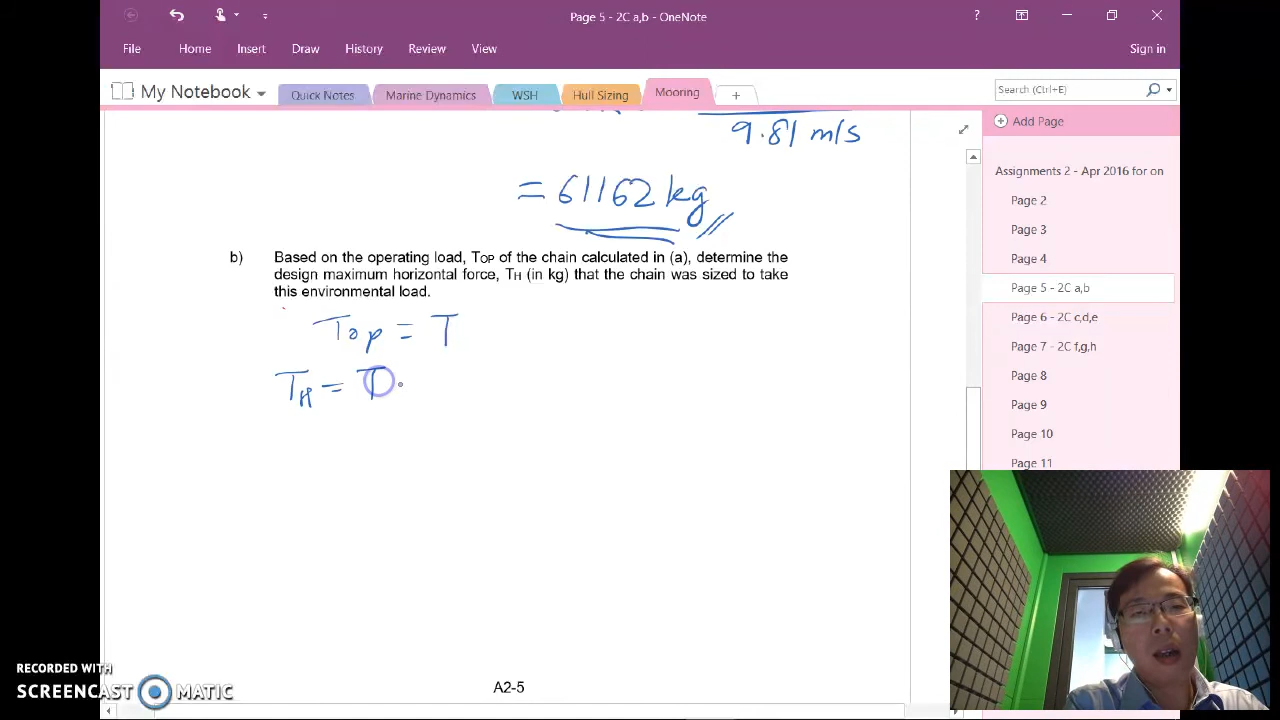 Page 5 - 2C a,b - OneNote
File Home Insert Draw History Review View Sign in
My Notebook Quick Notes Marine Dynamics WSH Hull Sizing Mooring Search (Ctrl+E)
Add Page
9.81 m/s
= 61162 kg
Assignments 2 - Apr 2016 for on
Page 2
Page 3
Page 4
Page 5 - 2C a,b
Page 6 - 2C c,d,e
Page 7 - 2C f,g,h
Page 8
Page 9
Page 10
Page 11
b) Based on the operating load, TOP of the chain calculated in (a), determine the
design maximum horizontal force, TH (in kg) that the chain was sized to take
this environmental load.
Top = T
TH = T
A2-5
RECORDED WITH
SCREENCAST MATIC